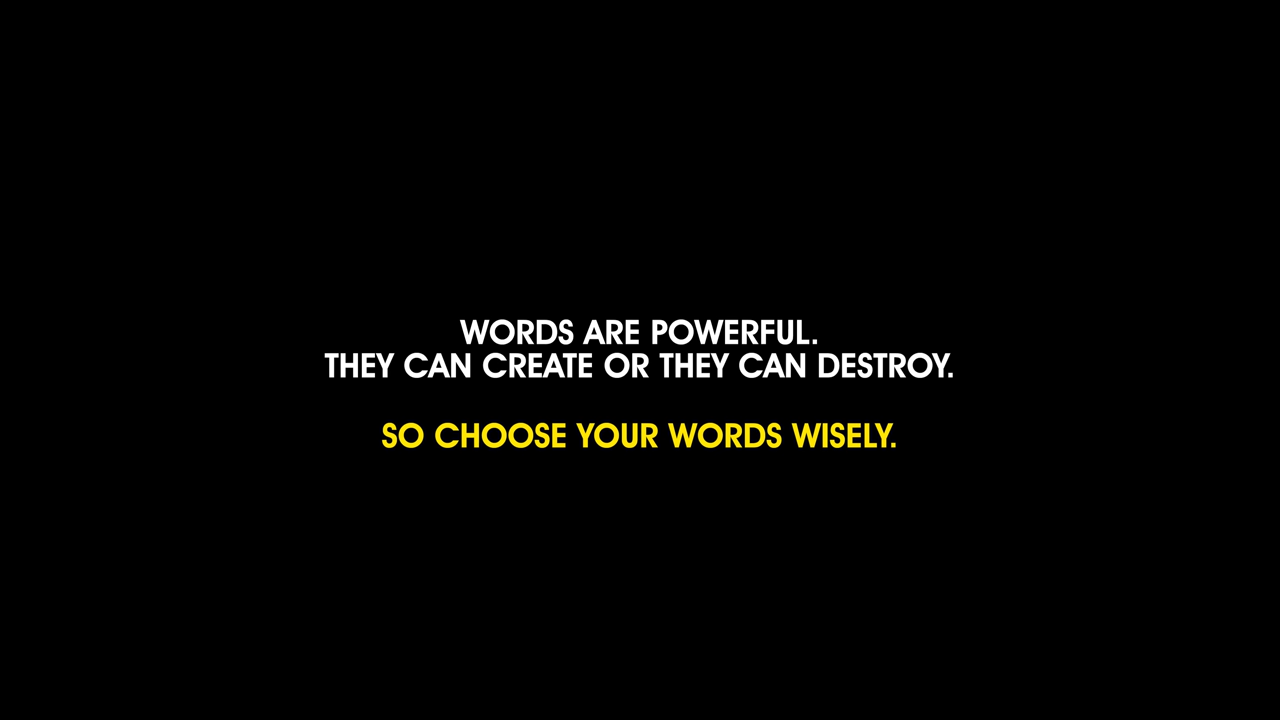 WORDS ARE POWERFUL.
THEY CAN CREATE OR THEY CAN DESTROY.
SO CHOOSE YOUR WORDS WISELY.